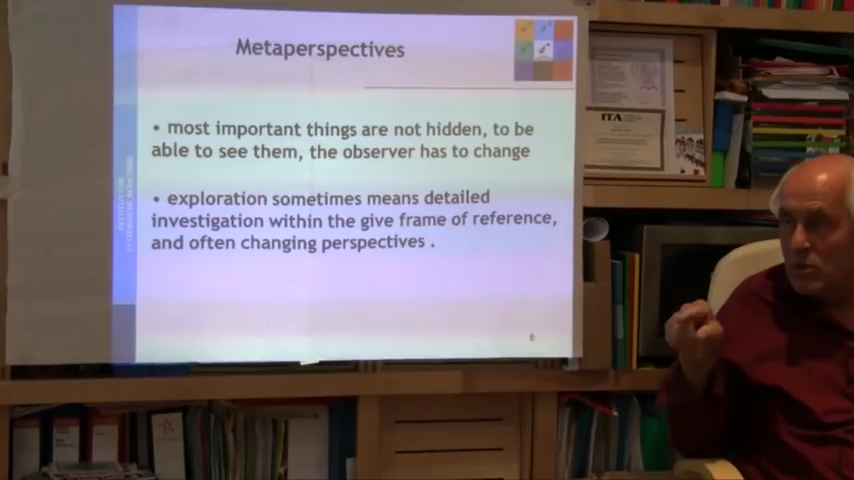 Metaperspectives
• most important things are not hidden, to be
able to see them, the observer has to change
• exploration sometimes means detailed
investigation within the give frame of reference,
and often changing perspectives .
6
ITA